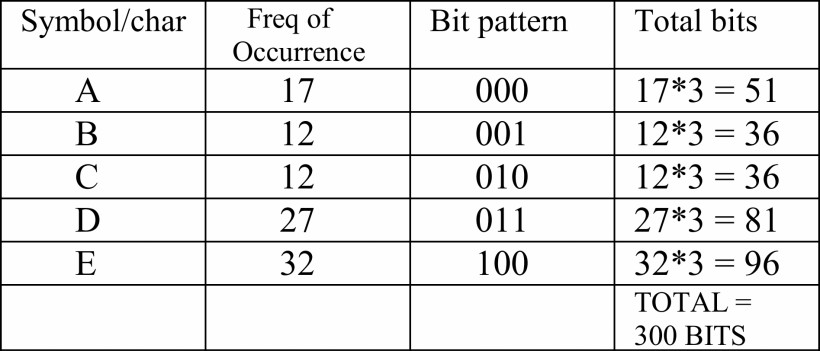 Symbol/char Freq of Occurrence Bit pattern Total bits
A 17 000 17*3 = 51
B 12 001 12*3 = 36
C 12 010 12*3 = 36
D 27 011 27*3 = 81
E 32 100 32*3 = 96
TOTAL =
300 BITS